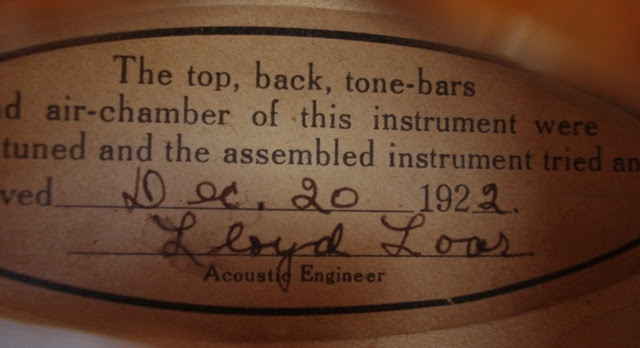 The top, back, tone-bars
d air-chamber of this instrument were
tuned and the assembled instrument tried an
ved Dec. 20 1922.
Lloyd Loar
Acoustic Engineer